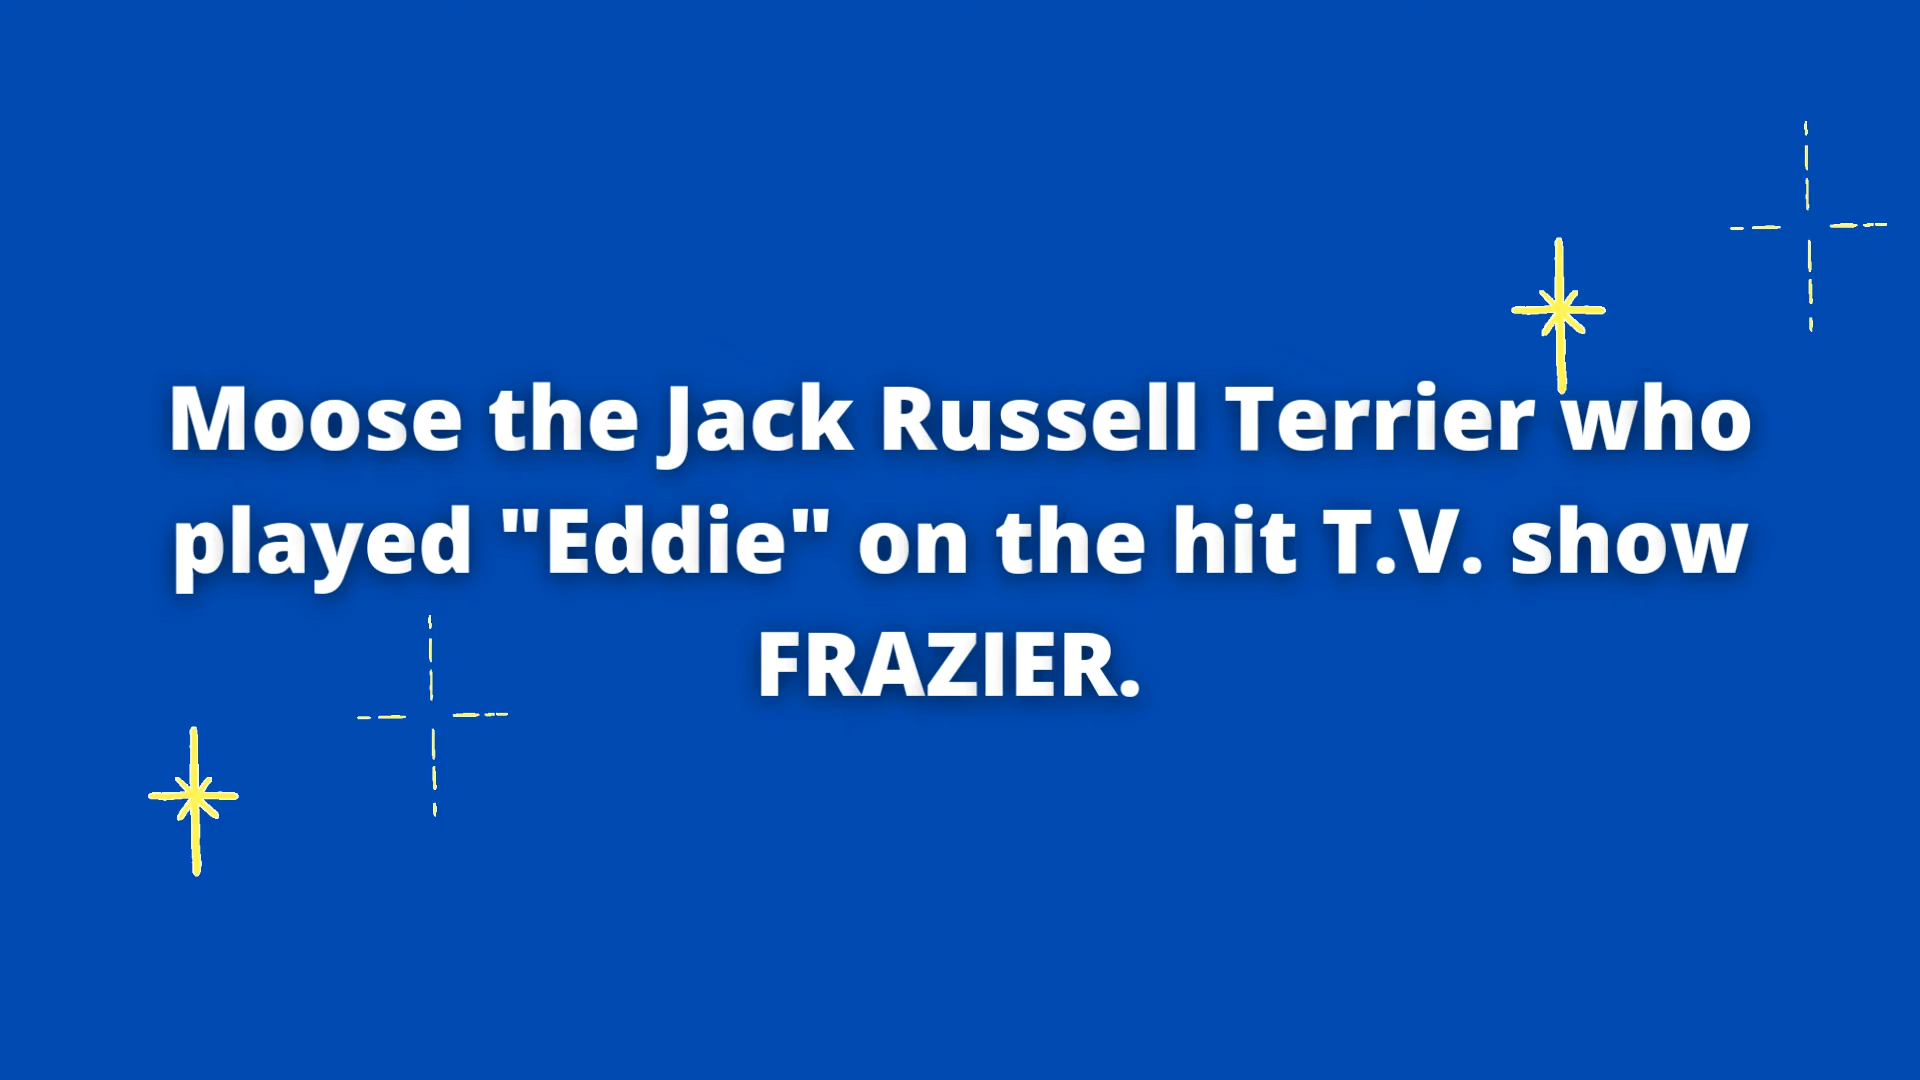 Moose the Jack Russell Terrier who
played "Eddie" on the hit T.V. show
FRAZIER.